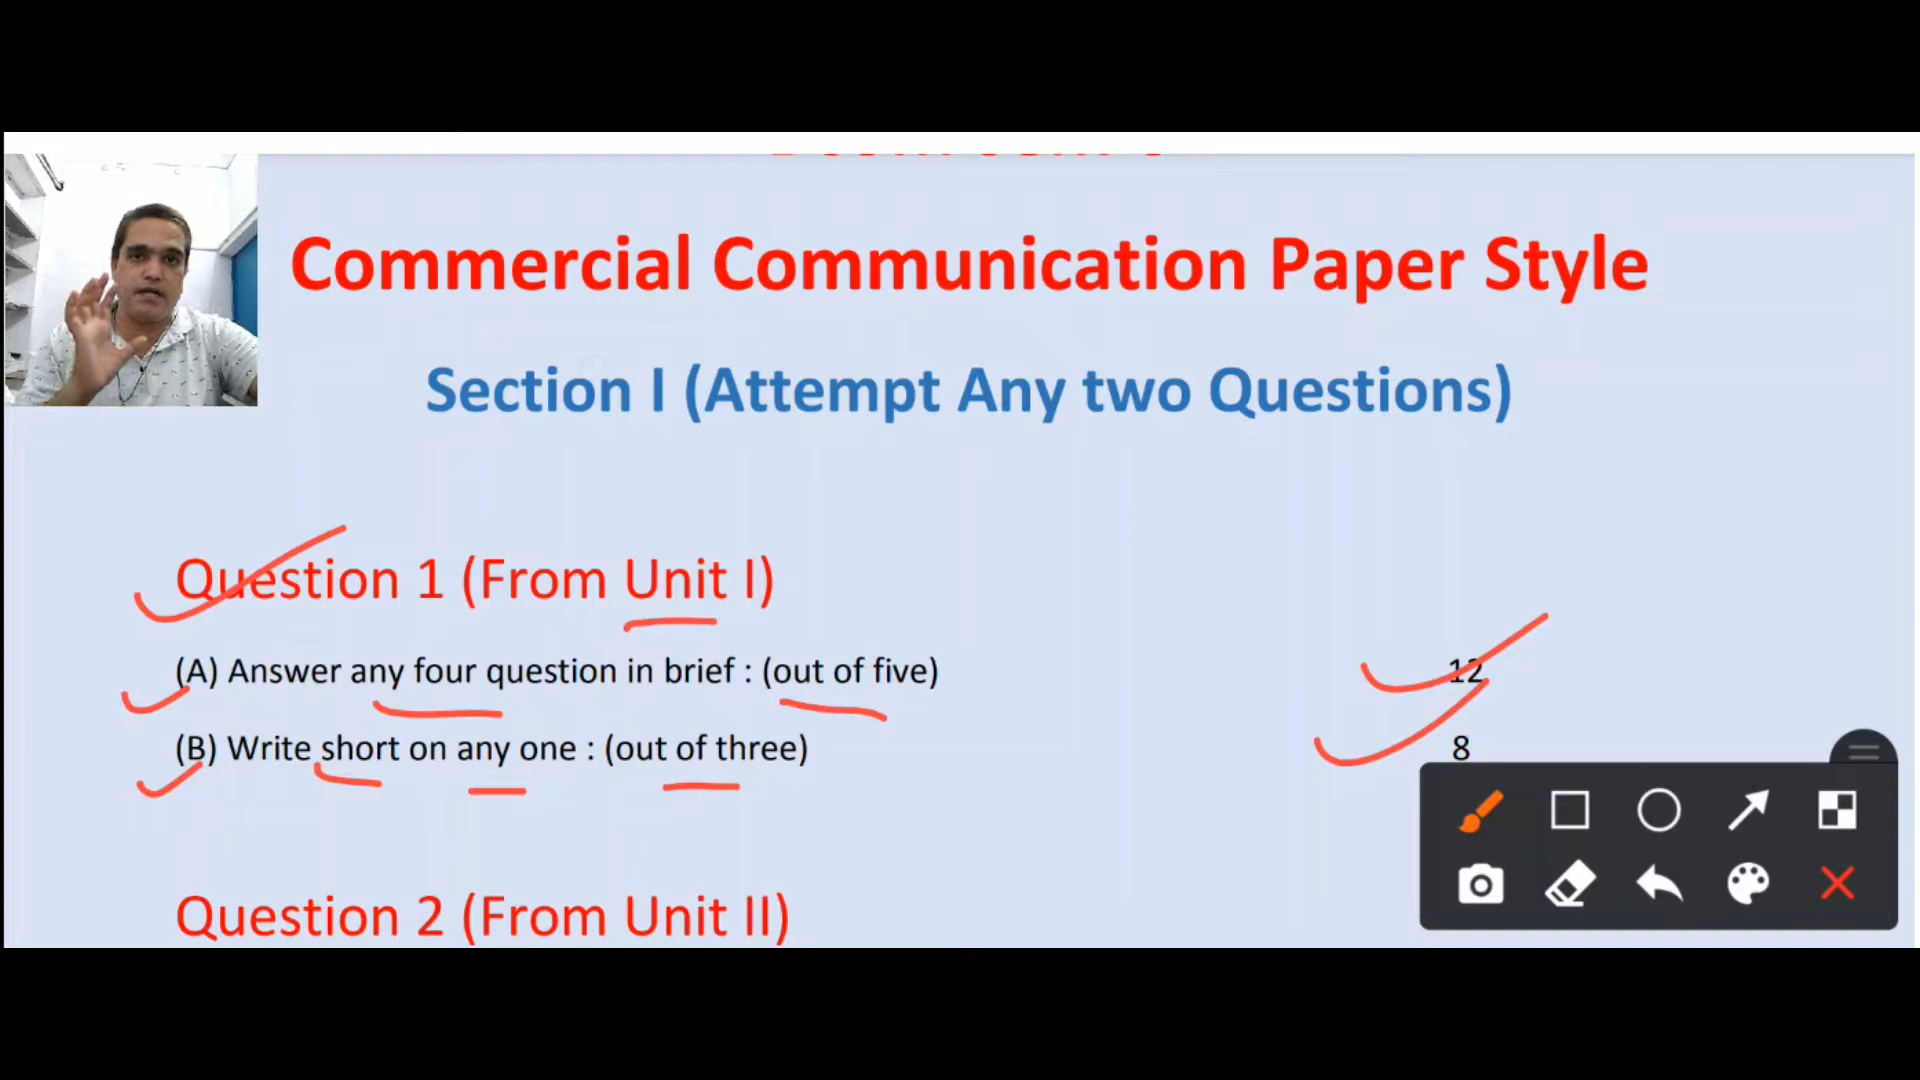 Commercial Communication Paper Style
Section I (Attempt Any two Questions)
Question 1 (From Unit I)
(A) Answer any four question in brief : (out of five) 12
(B) Write short on any one : (out of three) 8
Question 2 (From Unit II)